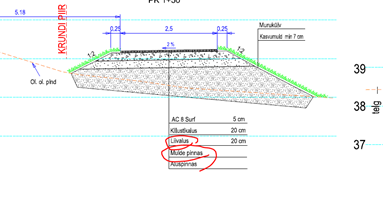 PK 1+50
5,18
0,25
2,5
0,25
KRUNDI PIIR
1:2
2%
1:2
Murukülv
Kasvumuld min 7 cm
Ol. ol. pind
39
38
37
telg
AC 8 Surf 5 cm
Killustikalus 20 cm
Liivalus 20 cm
Mulde pinnas
Aluspinnas